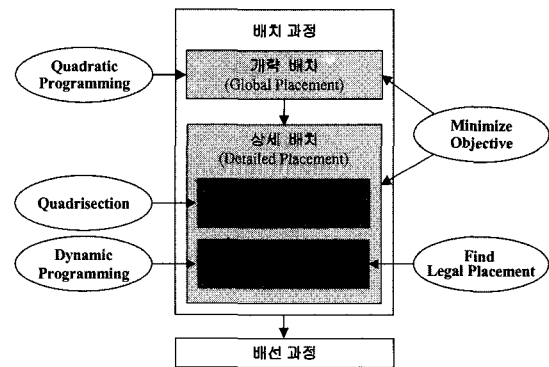 배치 과정
Quadratic
Programming
개략 배치
(Global Placement)
상세 배치
(Detailed Placement)
Minimize
Objective
Quadrisection
Dynamic
Programming
Find
Legal Placement
배선 과정